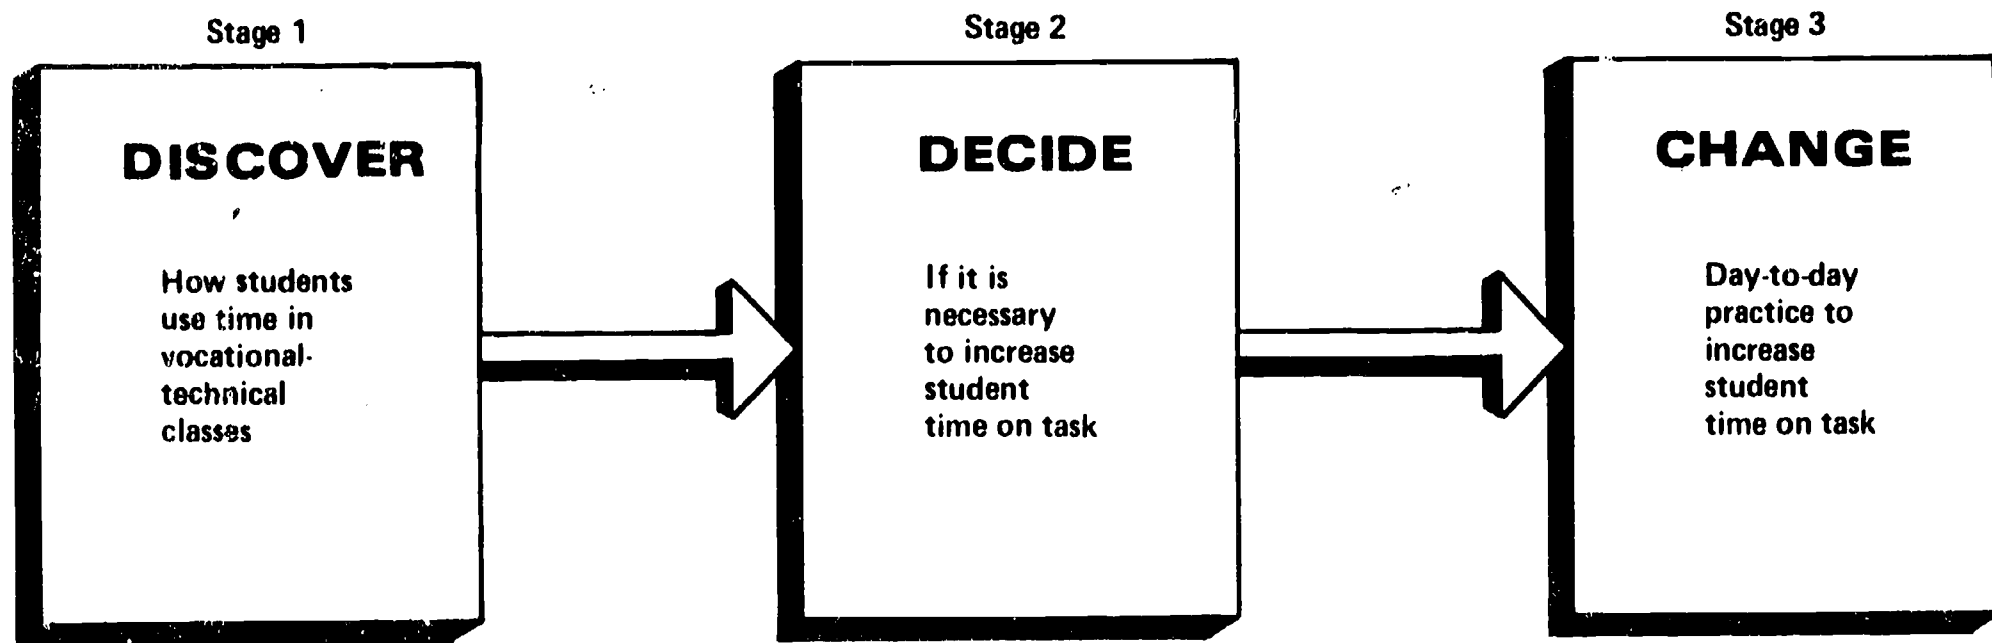 Stage 1
DISCOVER
How students
use time in
vocational-
technical
classes
Stage 2
DECIDE
If it is
necessary
to increase
student
time on task
Stage 3
CHANGE
Day-to-day
practice to
increase
student
time on task